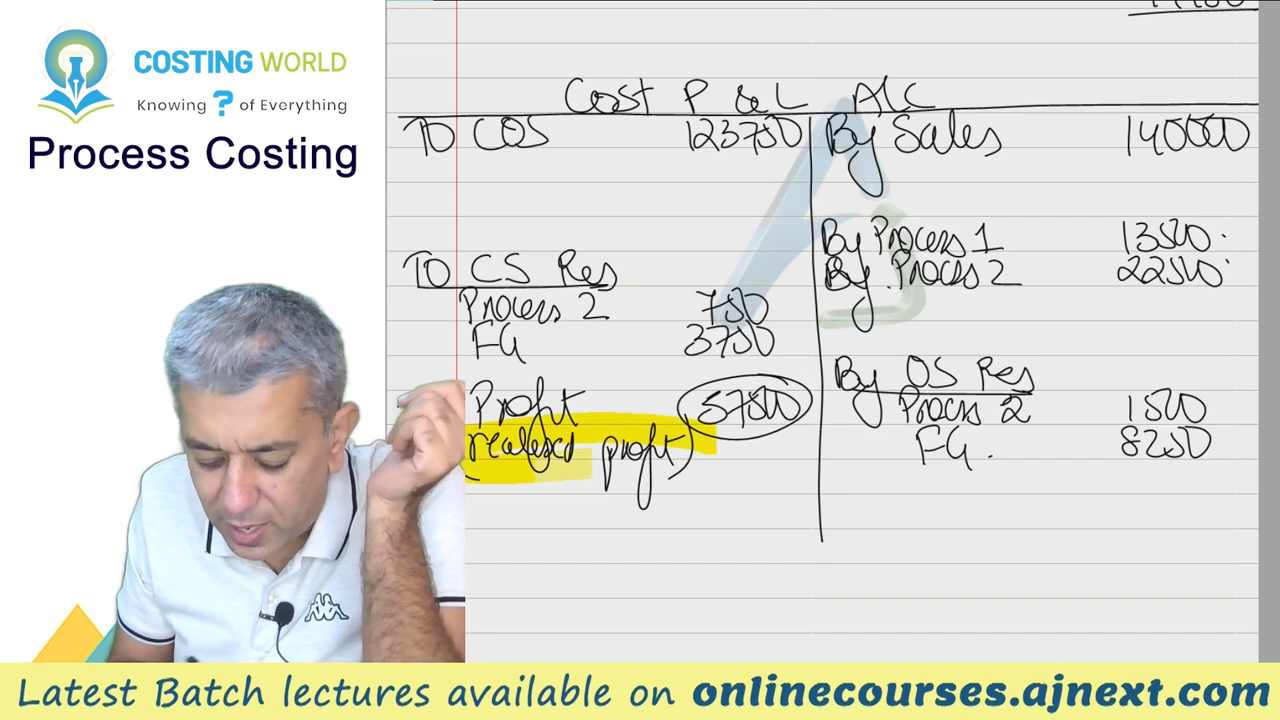 COSTING WORLD
Knowing ? of Everything
Process Costing
Cost P & L A/C
To COS 123750 By Sales 140000
By Process 1 13500
To CS Res By Process 2 22500
Process 2 750
FG 3750
By OS Res
Profit 57500 Process 2 1500
(realized profit) FG. 8250
Latest Batch lectures available on onlinecourses.ajnext.com